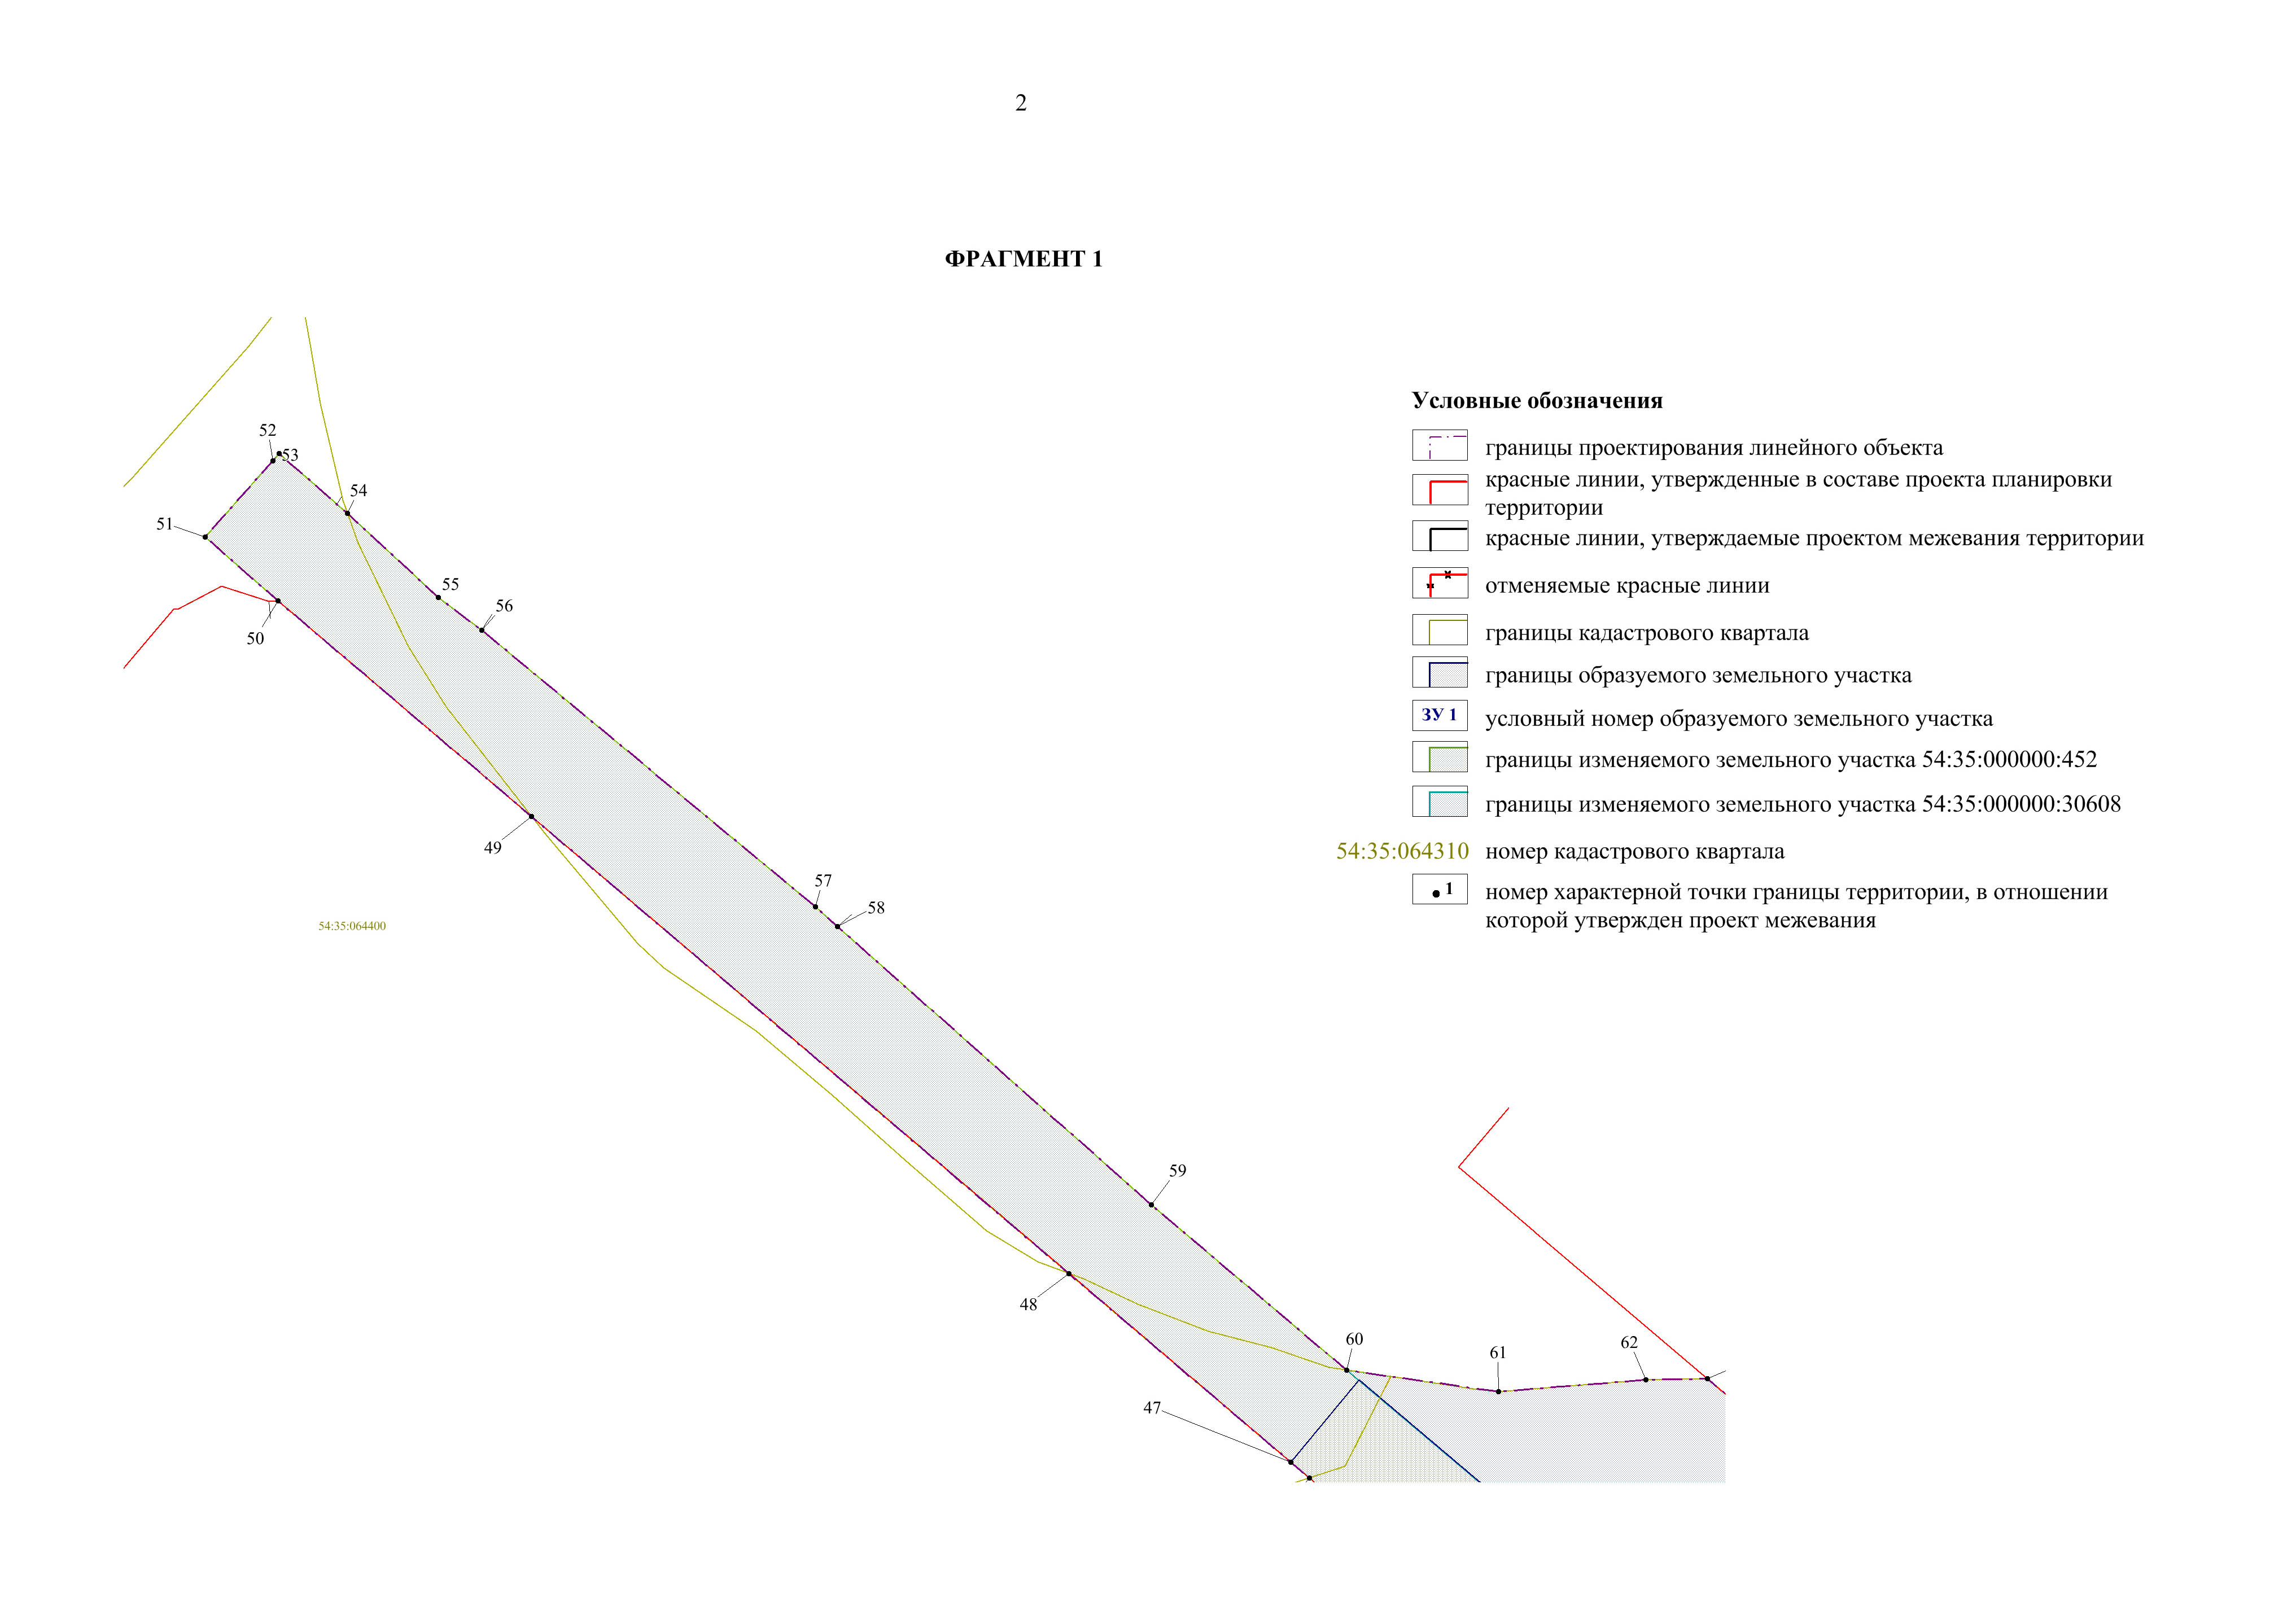 2
ФРАГМЕНТ 1
Условные обозначения
границы проектирования линейного объекта
красные линии, утвержденные в составе проекта планировки
территории
красные линии, утверждаемые проектом межевания территории
отменяемые красные линии
границы кадастрового квартала
границы образуемого земельного участка
ЗУ 1 условный номер образуемого земельного участка
границы изменяемого земельного участка 54:35:000000:452
границы изменяемого земельного участка 54:35:000000:30608
54:35:064310 номер кадастрового квартала
1 номер характерной точки границы территории, в отношении
которой утвержден проект межевания
52
53
54
51
55
56
50
49
57
58
54:35:064400
59
48
60
61
62
47